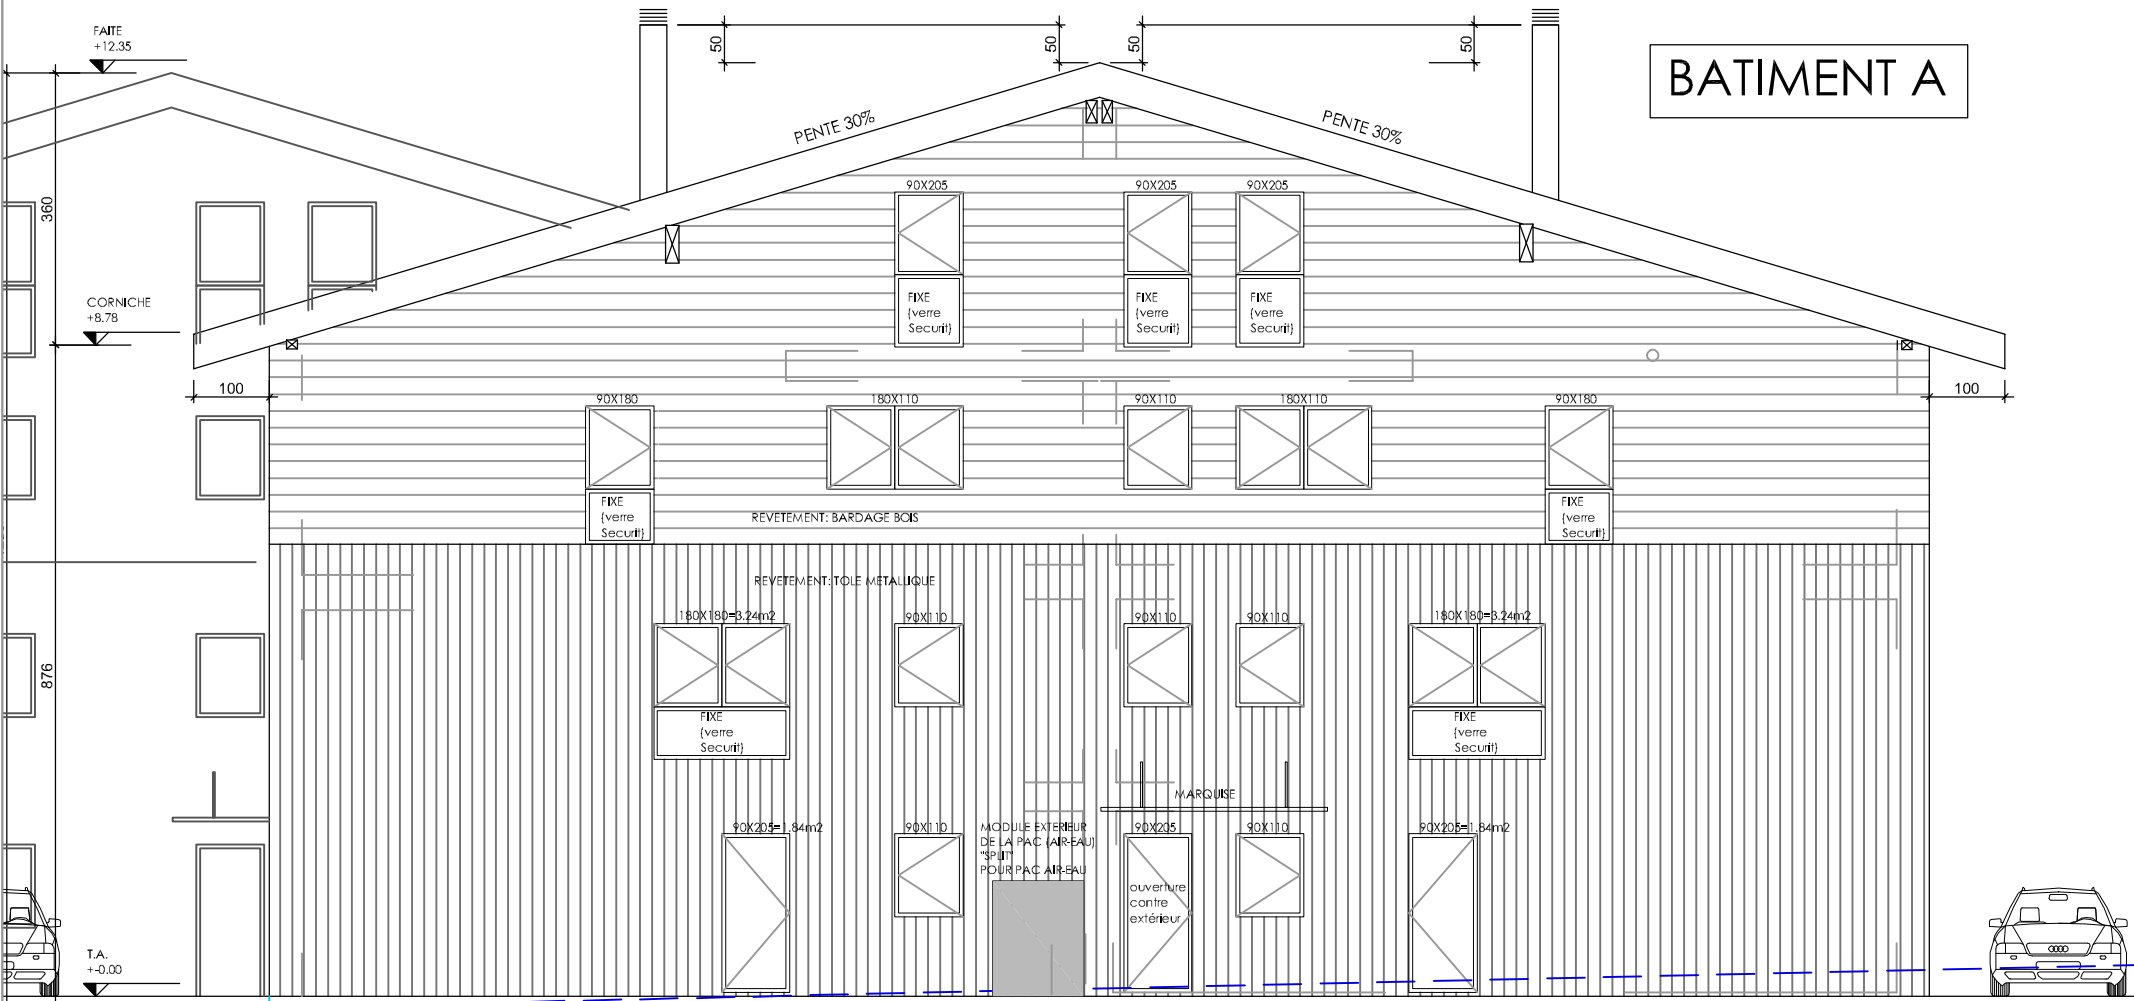 FAITE
+12.35
50
50
50
50
BATIMENT A
PENTE 30%
PENTE 30%
360
90X205
90X205
90X205
CORNICHE
+8.78
FIXE
(verre
Securit)
FIXE
(verre
Securit)
FIXE
(verre
Securit)
100
100
90X180
180X110
90X110
180X110
90X180
FIXE
(verre
Securit)
FIXE
(verre
Securit)
REVETEMENT: BARDAGE BOIS
REVETEMENT: TOLE METALLIQUE
876
180X180=3.24m2
90X110
90X110
90X110
180X180=3.24m2
FIXE
(verre
Securit)
FIXE
(verre
Securit)
MARQUISE
90X205=1.84m2
90X110
MODULE EXTERIEUR
DE LA PAC (AIR-EAU)
"SPLIT"
POUR PAC AIR-EAU
90X205
90X110
90X205=1.84m2
ouverture
contre
extérieur
T.A.
+-0.00